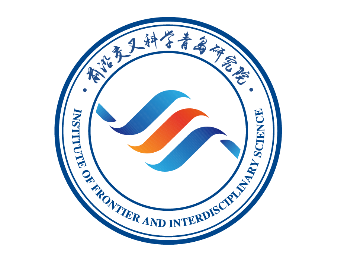 ·前沿交叉科学青岛研究院·
INSTITUTE OF FRONTIER AND INTERDISCIPLINARY SCIENCE